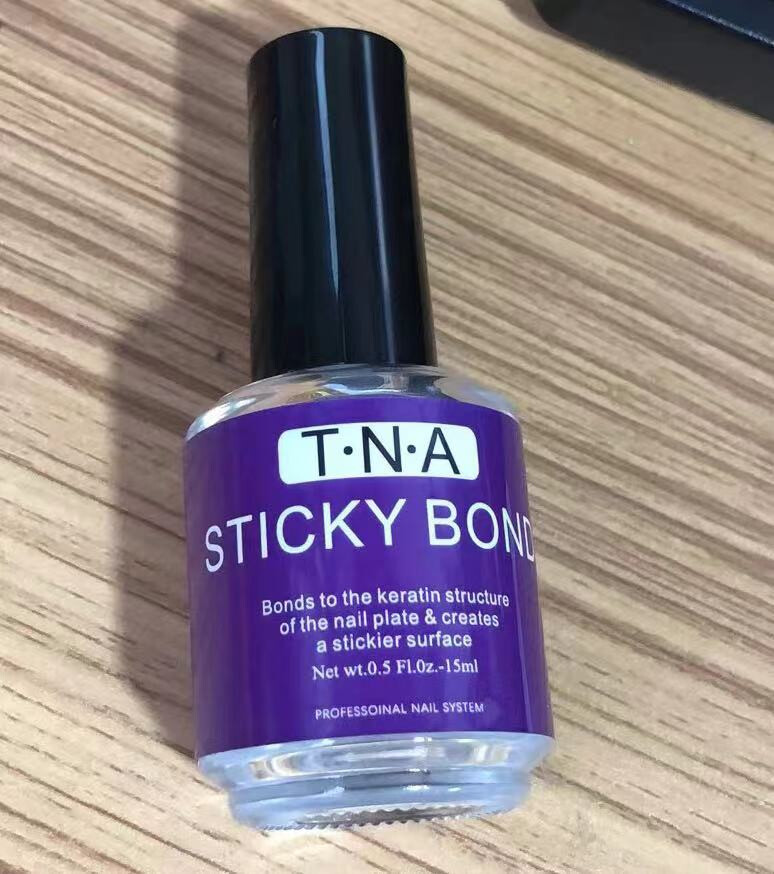 T·N·A
STICKY BOND
Bonds to the keratin structure
of the nail plate & creates
a stickier surface
Net wt.0.5 Fl.0z.-15ml
PROFESSOINAL NAIL SYSTEM